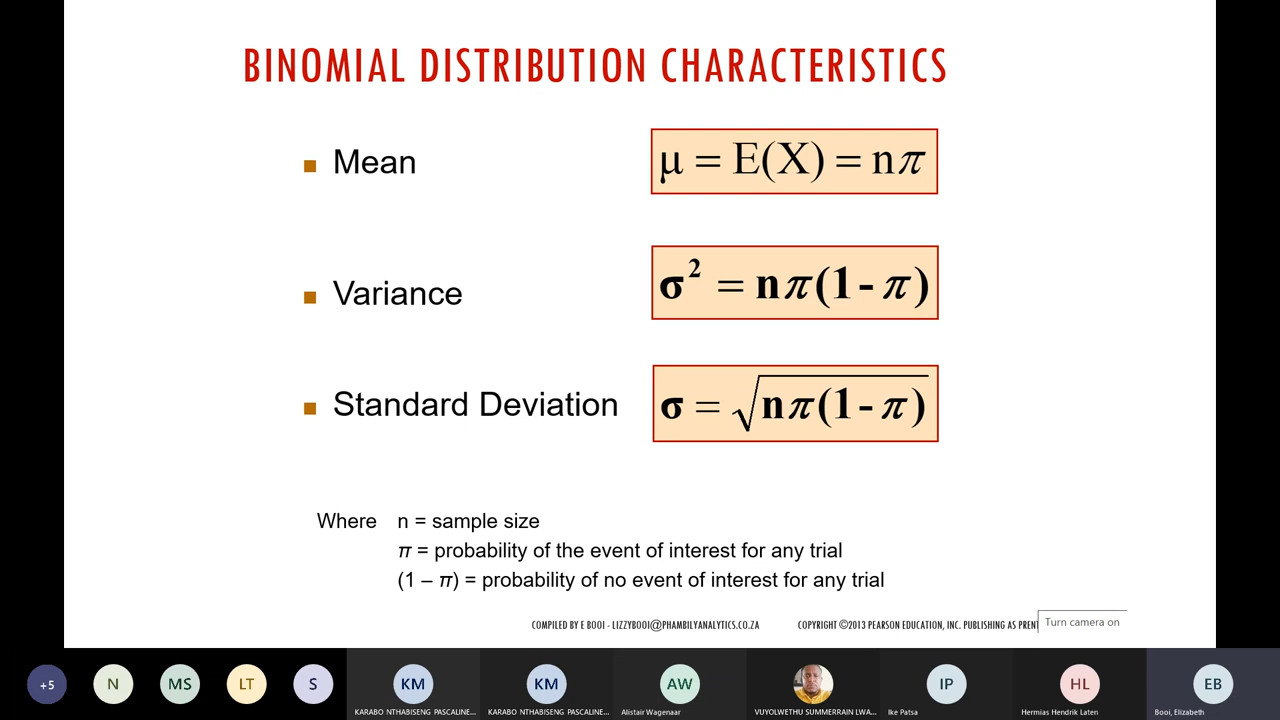 BINOMIAL DISTRIBUTION CHARACTERISTICS
■ Mean
μ = E(X) = nπ
■ Variance
σ² = nπ(1 - π)
■ Standard Deviation
σ = √nπ(1 - π)
Where n = sample size
π = probability of the event of interest for any trial
(1 – π) = probability of no event of interest for any trial
COMPILED BY E BOOI - LIZZYBOOI@PHAMBILYANALYTICS.CO.ZA
COPYRIGHT ©2013 PEARSON EDUCATION, INC. PUBLISHING AS PREN
Turn camera on
+5
N
MS
LT
S
KM
KM
AW
IP
HL
EB
KARABO NTHABISENG PASCALINE...
KARABO NTHABISENG PASCALINE...
Alistair Wagenaar
VUYOLWETHU SUMMERRAIN LWA...
Ike Patsa
Hermias Hendrik Laten
Booi, Elizabeth